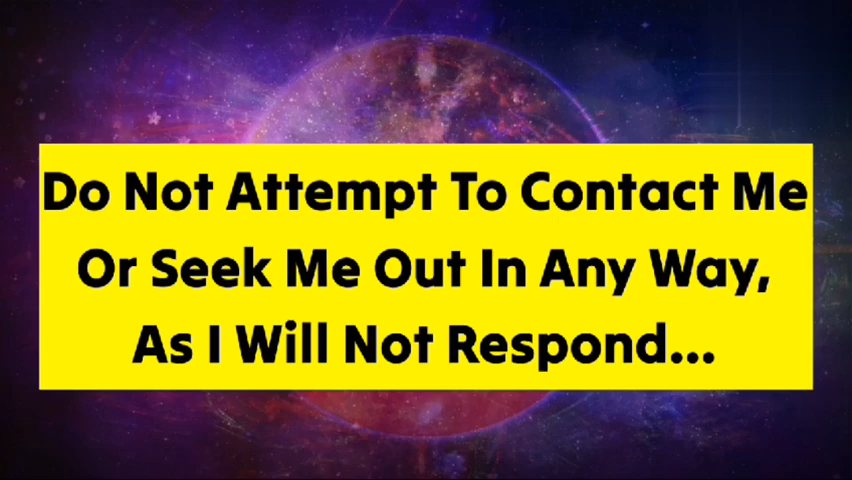 Do Not Attempt To Contact Me
Or Seek Me Out In Any Way,
As I Will Not Respond...